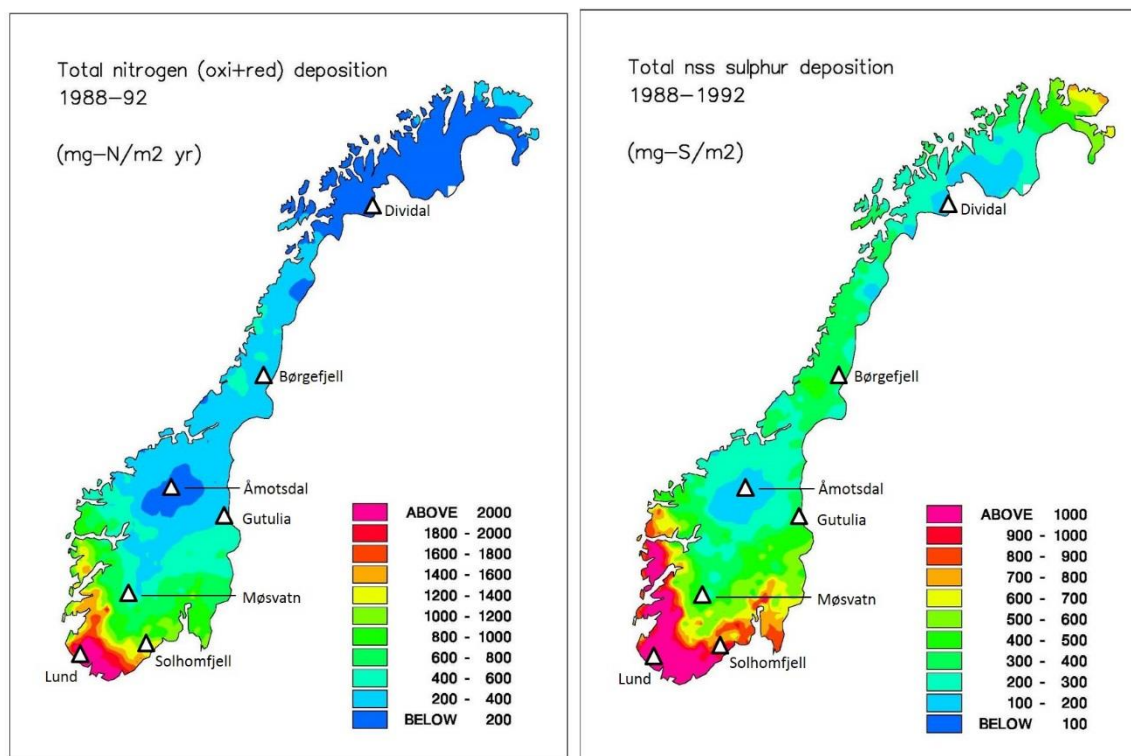 Total nitrogen (oxi+red) deposition
1988–92
(mg–N/m2 yr)
Dividal
Børgefjell
Åmotsdal
Gutulia
Møsvatn
Solhomfjell
Lund
ABOVE 2000
1800 - 2000
1600 - 1800
1400 - 1600
1200 - 1400
1000 - 1200
800 - 1000
600 - 800
400 - 600
200 - 400
BELOW 200
Total nss sulphur deposition
1988–1992
(mg–S/m2)
Dividal
Børgefjell
Åmotsdal
Gutulia
Møsvatn
Solhomfjell
Lund
ABOVE 1000
900 - 1000
800 - 900
700 - 800
600 - 700
500 - 600
400 - 500
300 - 400
200 - 300
100 - 200
BELOW 100